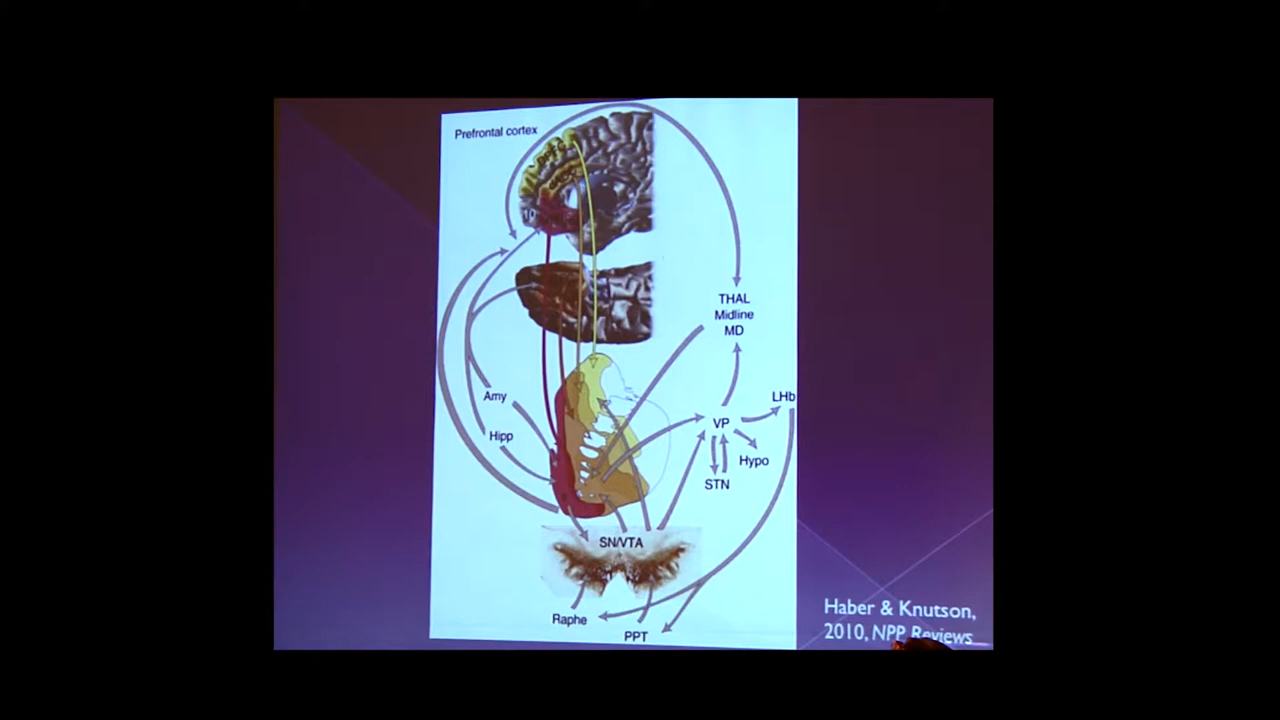 Prefrontal cortex
10
THAL
Midline
MD
Amy
LHb
VP
Hipp
Hypo
STN
SN/VTA
Raphe
PPT
Haber & Knutson,
2010, NPP Reviews